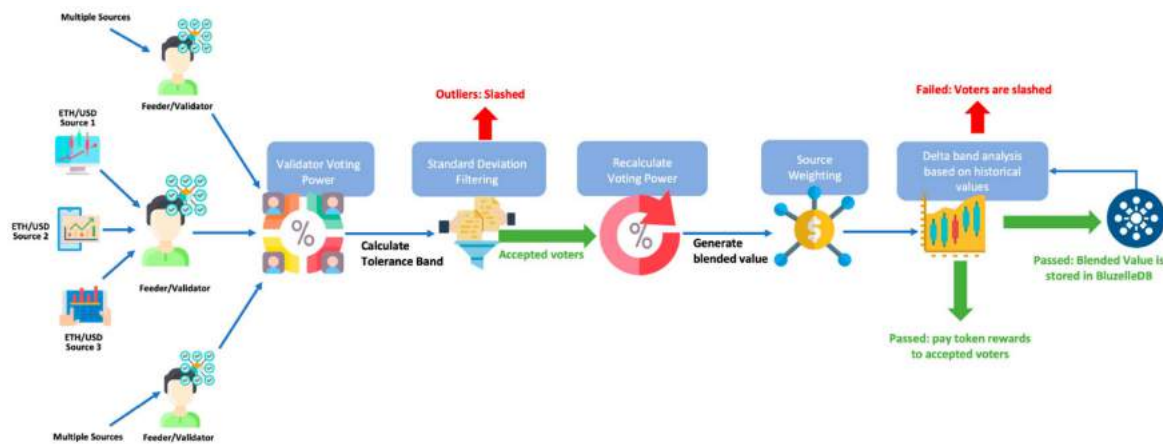 Multiple Sources
Feeder/Validator
ETH/USD
Source 1
ETH/USD
Source 2
Feeder/Validator
ETH/USD
Source 3
Multiple Sources
Feeder/Validator
Validator Voting
Power
%
Calculate
Tolerance Band
Outliers: Slashed
Standard Deviation
Filtering
Accepted voters
Recalculate
Voting Power
%
Generate
blended value
Source
Weighting
$
Failed: Voters are slashed
Delta band analysis
based on historical
values
Passed: Blended Value is
stored in BluzelleDB
Passed: pay token rewards
to accepted voters